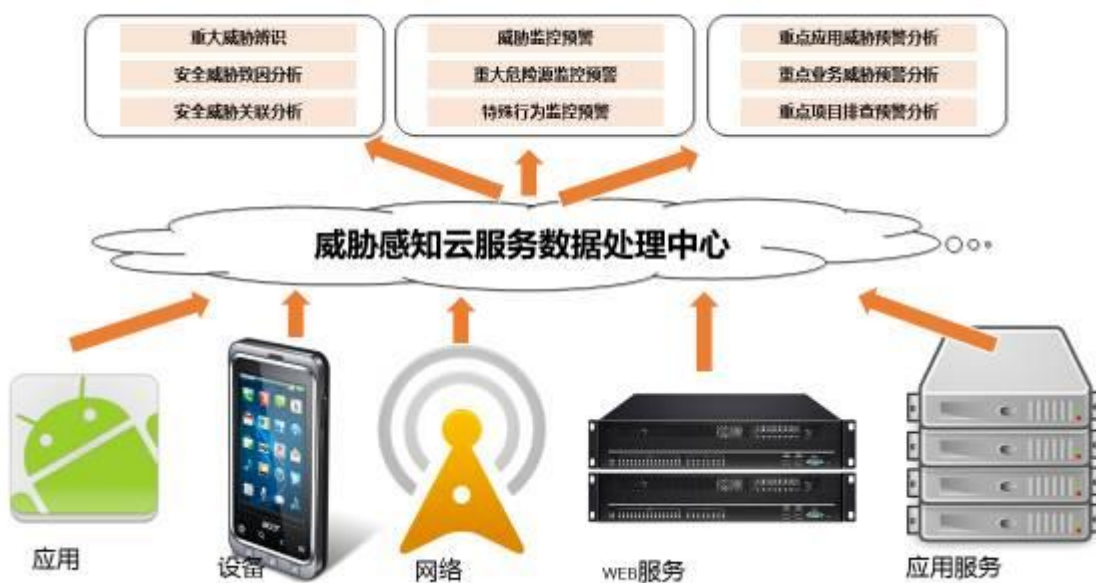 重大威胁辨识
安全威胁致因分析
安全威胁关联分析
威胁监控预警
重大危险源监控预警
特殊行为监控预警
重点应用威胁预警分析
重点业务威胁预警分析
重点项目排查预警分析
威胁感知云服务数据处理中心
acer
应用
设备
网络
WEB服务
应用服务